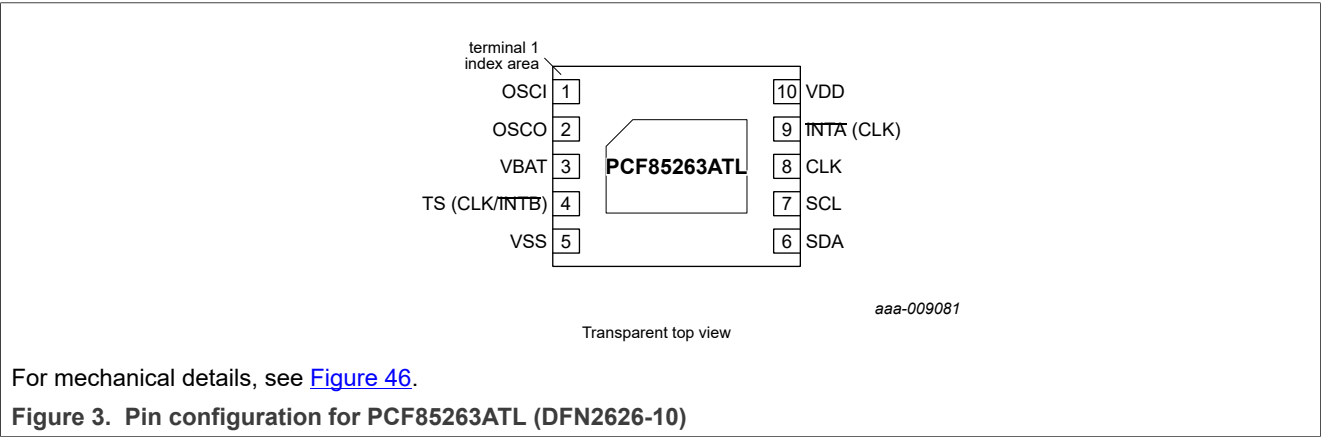 terminal 1
index area
OSCI 1
10 VDD
OSCO 2
9 INTA (CLK)
VBAT 3
PCF85263ATL
8 CLK
TS (CLK/INTB) 4
7 SCL
VSS 5
6 SDA
aaa-009081
Transparent top view
For mechanical details, see Figure 46.
Figure 3. Pin configuration for PCF85263ATL (DFN2626-10)